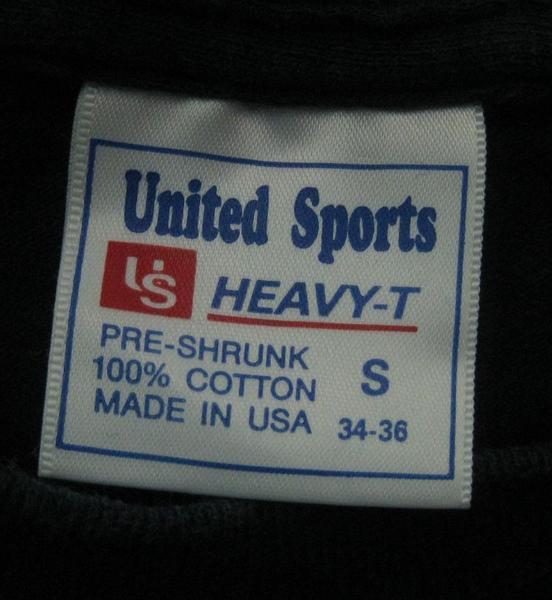 United Sports
US HEAVY-T
PRE-SHRUNK
100% COTTON S
MADE IN USA 34-36